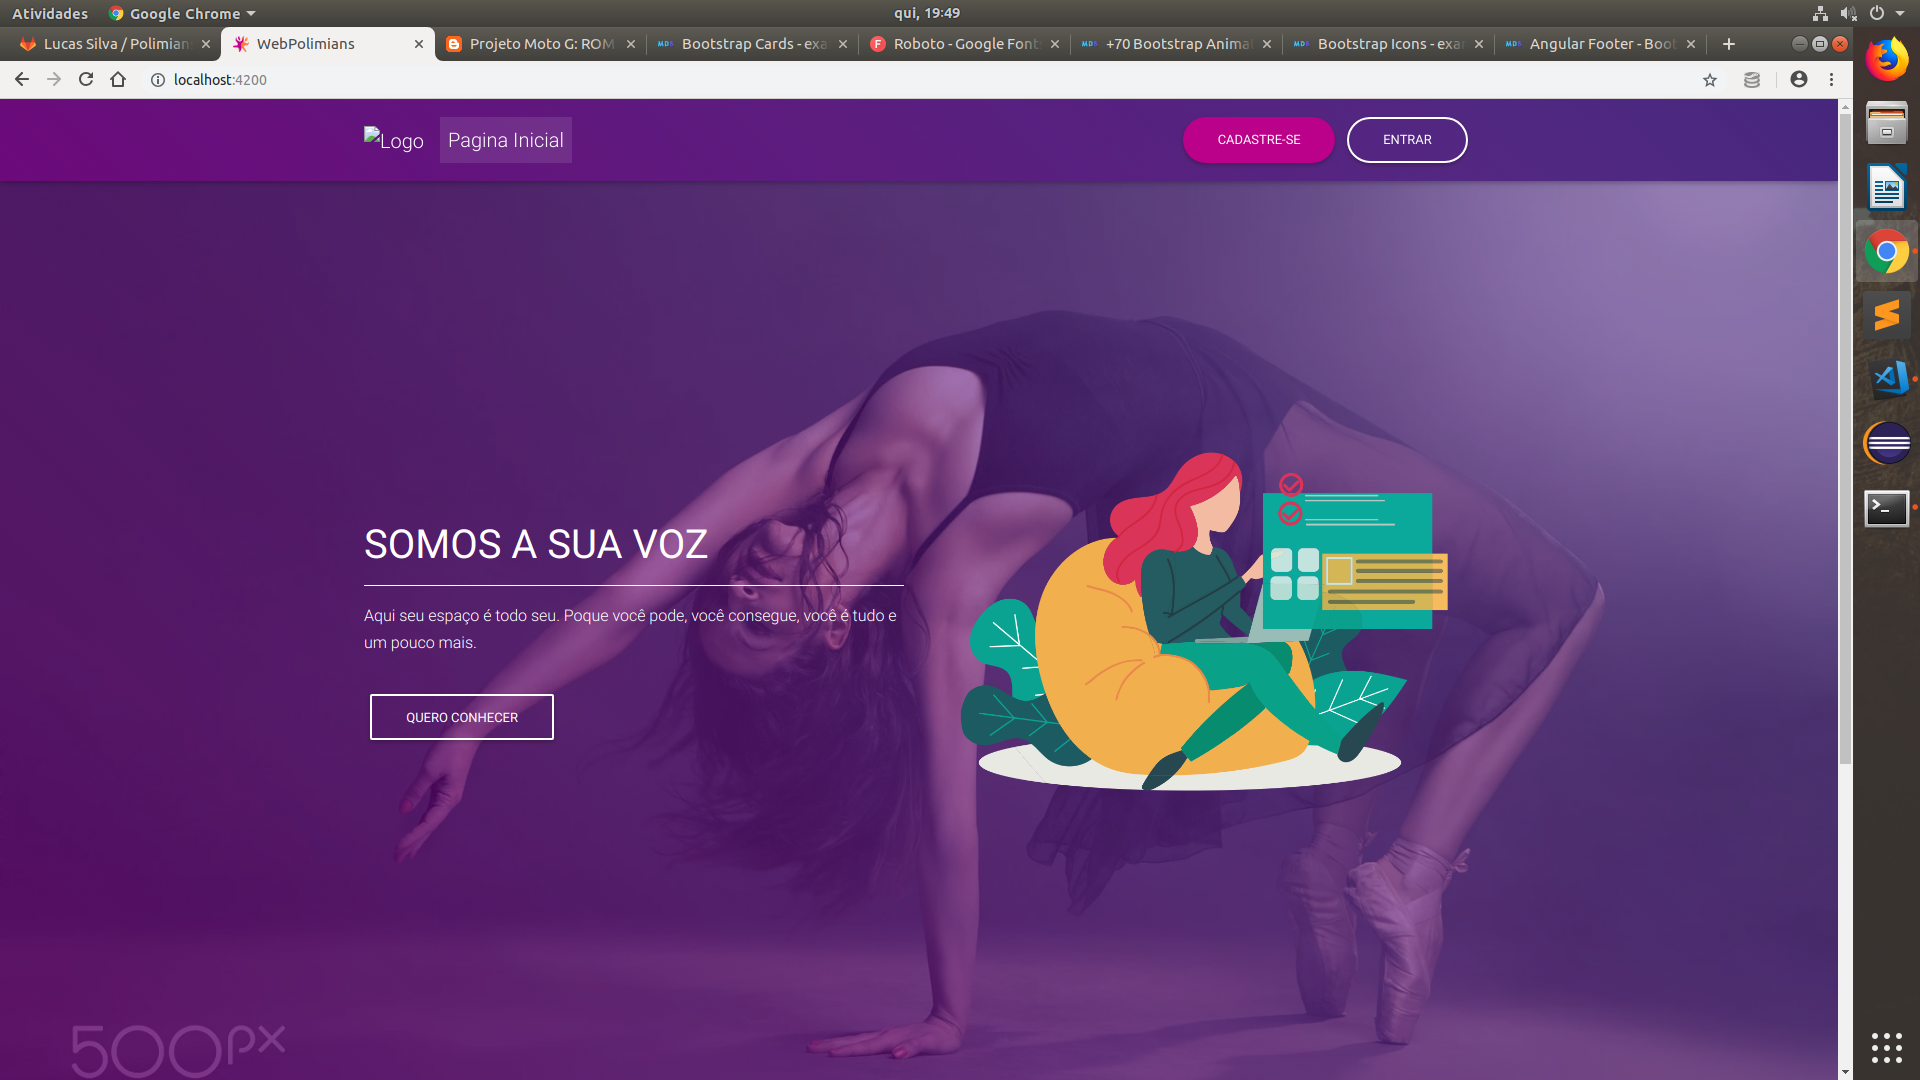 Atividades
Google Chrome
qui, 19:49
Lucas Silva / Polimian
WebPolimians
Projeto Moto G: ROM
Bootstrap Cards - exa
Roboto - Google Font
+70 Bootstrap Animat
Bootstrap Icons - exar
Angular Footer - Boot
localhost:4200
Logo
Pagina Inicial
CADASTRE-SE
ENTRAR
SOMOS A SUA VOZ
Aqui seu espaço é todo seu. Poque você pode, você consegue, você é tudo e
um pouco mais.
QUERO CONHECER
500px